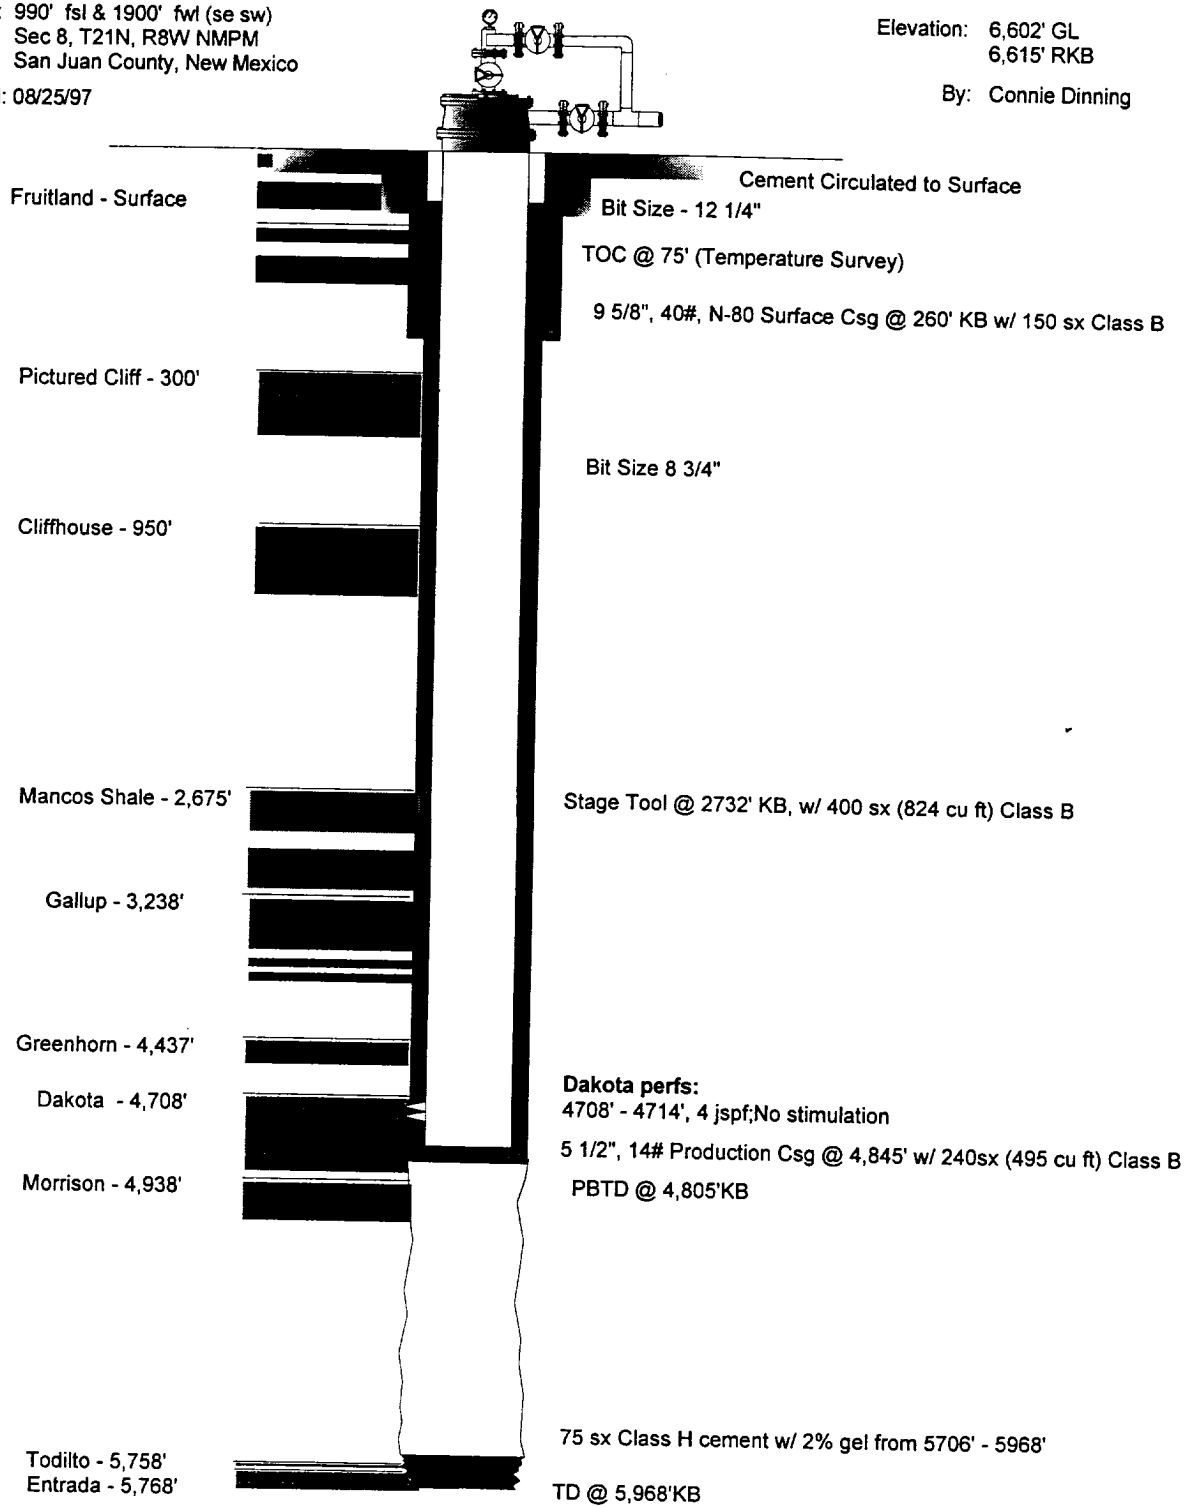 990' fsl & 1900' fwl (se sw)
Sec 8, T21N, R8W NMPM
San Juan County, New Mexico
: 08/25/97
Elevation: 6,602' GL
6,615' RKB
By: Connie Dinning
Cement Circulated to Surface
Fruitland - Surface
Bit Size - 12 1/4"
TOC @ 75' (Temperature Survey)
9 5/8", 40#, N-80 Surface Csg @ 260' KB w/ 150 sx Class B
Pictured Cliff - 300'
Bit Size 8 3/4"
Cliffhouse - 950'
Mancos Shale - 2,675'
Stage Tool @ 2732' KB, w/ 400 sx (824 cu ft) Class B
Gallup - 3,238'
Greenhorn - 4,437'
Dakota - 4,708'
Dakota perfs:
4708' - 4714', 4 jspf;No stimulation
5 1/2", 14# Production Csg @ 4,845' w/ 240sx (495 cu ft) Class B
Morrison - 4,938'
PBTD @ 4,805'KB
75 sx Class H cement w/ 2% gel from 5706' - 5968'
Todilto - 5,758'
Entrada - 5,768'
TD @ 5,968'KB